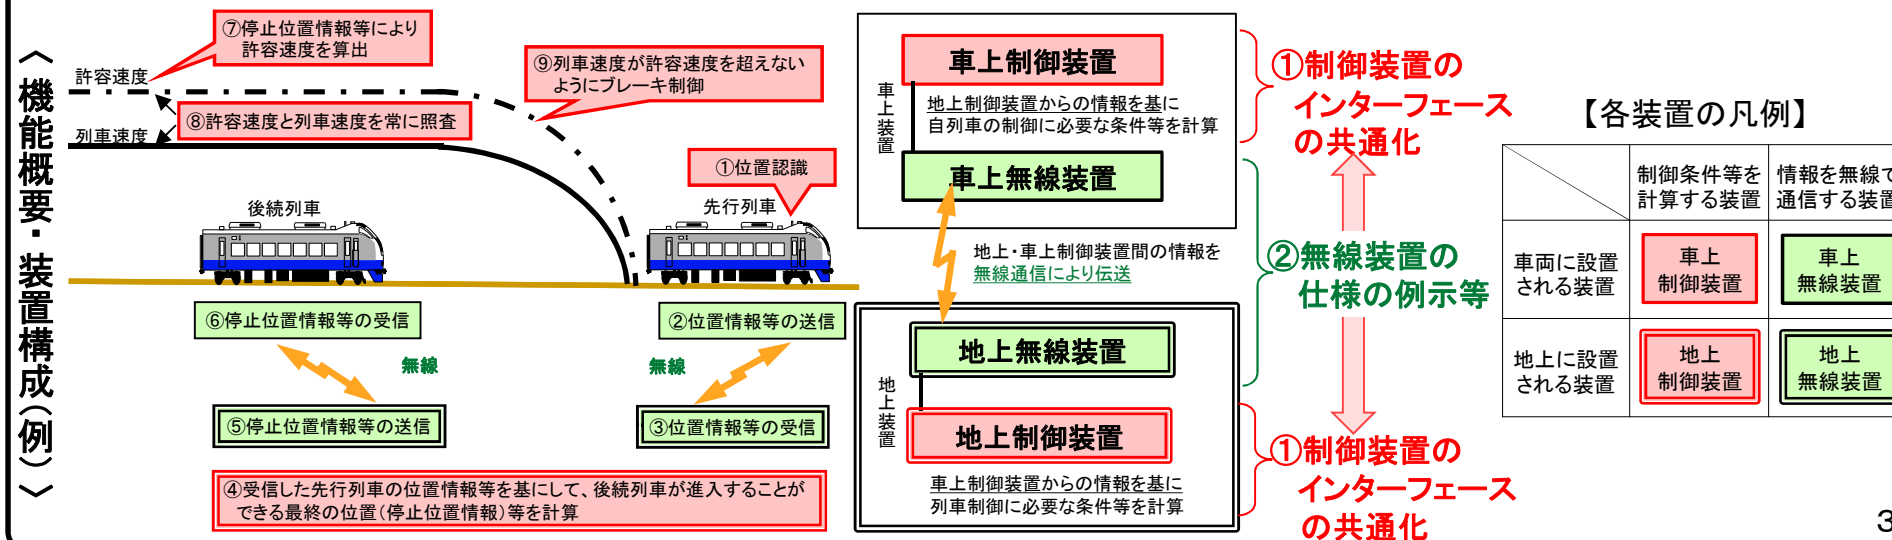 〈機能概要・装置構成(例)〉
⑦停止位置情報等により
許容速度を算出
許容速度
⑨列車速度が許容速度を超えない
ようにブレーキ制御
⑧許容速度と列車速度を常に照査
列車速度
①位置認識
後続列車
先行列車
⑥停止位置情報等の受信
②位置情報等の送信
無線
無線
⑤停止位置情報等の送信
③位置情報等の受信
④受信した先行列車の位置情報等を基にして、後続列車が進入することが
できる最終の位置(停止位置情報)等を計算
車上装置
車上制御装置
地上制御装置からの情報を基に
自列車の制御に必要な条件等を計算
車上無線装置
地上・車上制御装置間の情報を
無線通信により伝送
地上装置
地上無線装置
地上制御装置
車上制御装置からの情報を基に
列車制御に必要な条件等を計算
①制御装置の
インターフェース
の共通化
②無線装置の
仕様の例示等
①制御装置の
インターフェース
の共通化
【各装置の凡例】
制御条件等を
計算する装置
情報を無線で
通信する装置
車両に設置
される装置
車上
制御装置
車上
無線装置
地上に設置
される装置
地上
制御装置
地上
無線装置
3